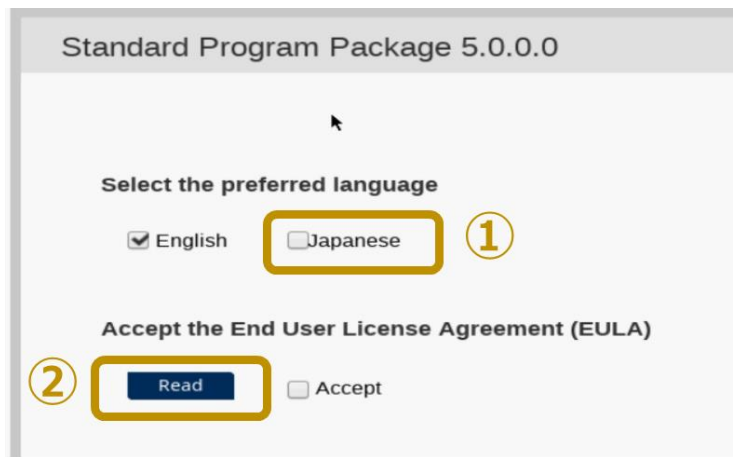 Standard Program Package 5.0.0.0
Select the preferred language
English Japanese ①
Accept the End User License Agreement (EULA)
② Read Accept